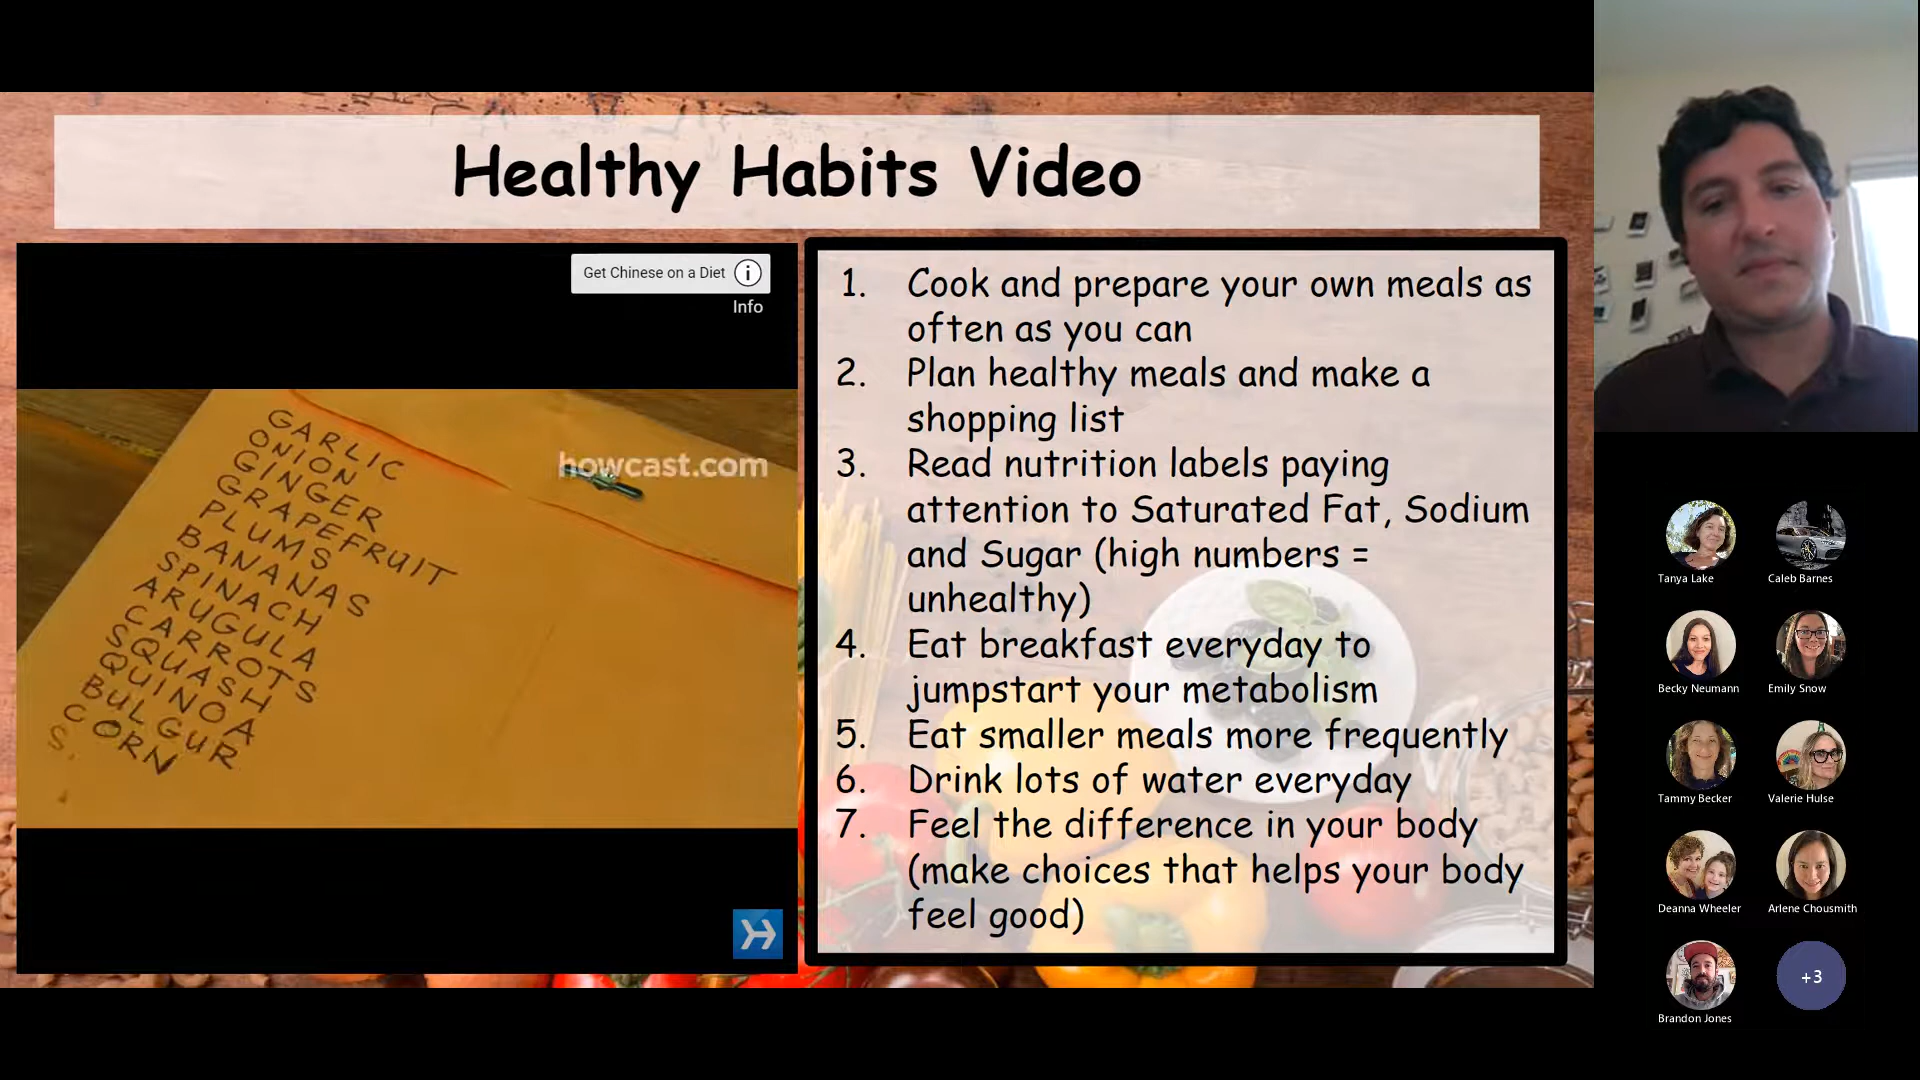 Healthy Habits Video
Get Chinese on a Diet
Info
howcast.com
GARLIC
ONION
GINGER
GRAPEFRUIT
PLUMS
BANANAS
SPINACH
ARUGULA
CARROTS
SQUASH
QUINOA
BULGUR
CORN
S.
1. Cook and prepare your own meals as
often as you can
2. Plan healthy meals and make a
shopping list
3. Read nutrition labels paying
attention to Saturated Fat, Sodium
and Sugar (high numbers =
unhealthy)
4. Eat breakfast everyday to
jumpstart your metabolism
5. Eat smaller meals more frequently
6. Drink lots of water everyday
7. Feel the difference in your body
(make choices that helps your body
feel good)
Tanya Lake
Caleb Barnes
Becky Neumann
Emily Snow
Tammy Becker
Valerie Hulse
Deanna Wheeler
Arlene Chousmith
Brandon Jones
+3